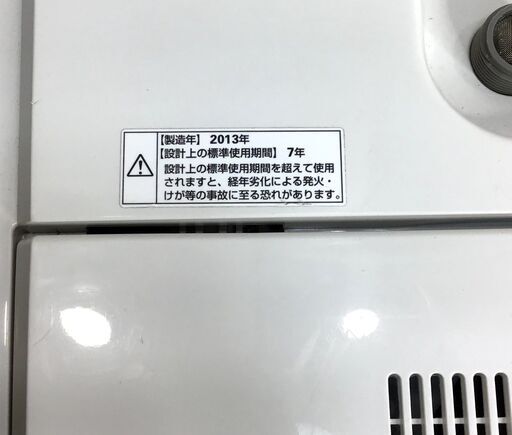 【製造年】 2013年
【設計上の標準使用期間】 7年
設計上の標準使用期間を超えて使用
されますと、経年劣化による発火・
けが等の事故に至る恐れがあります。